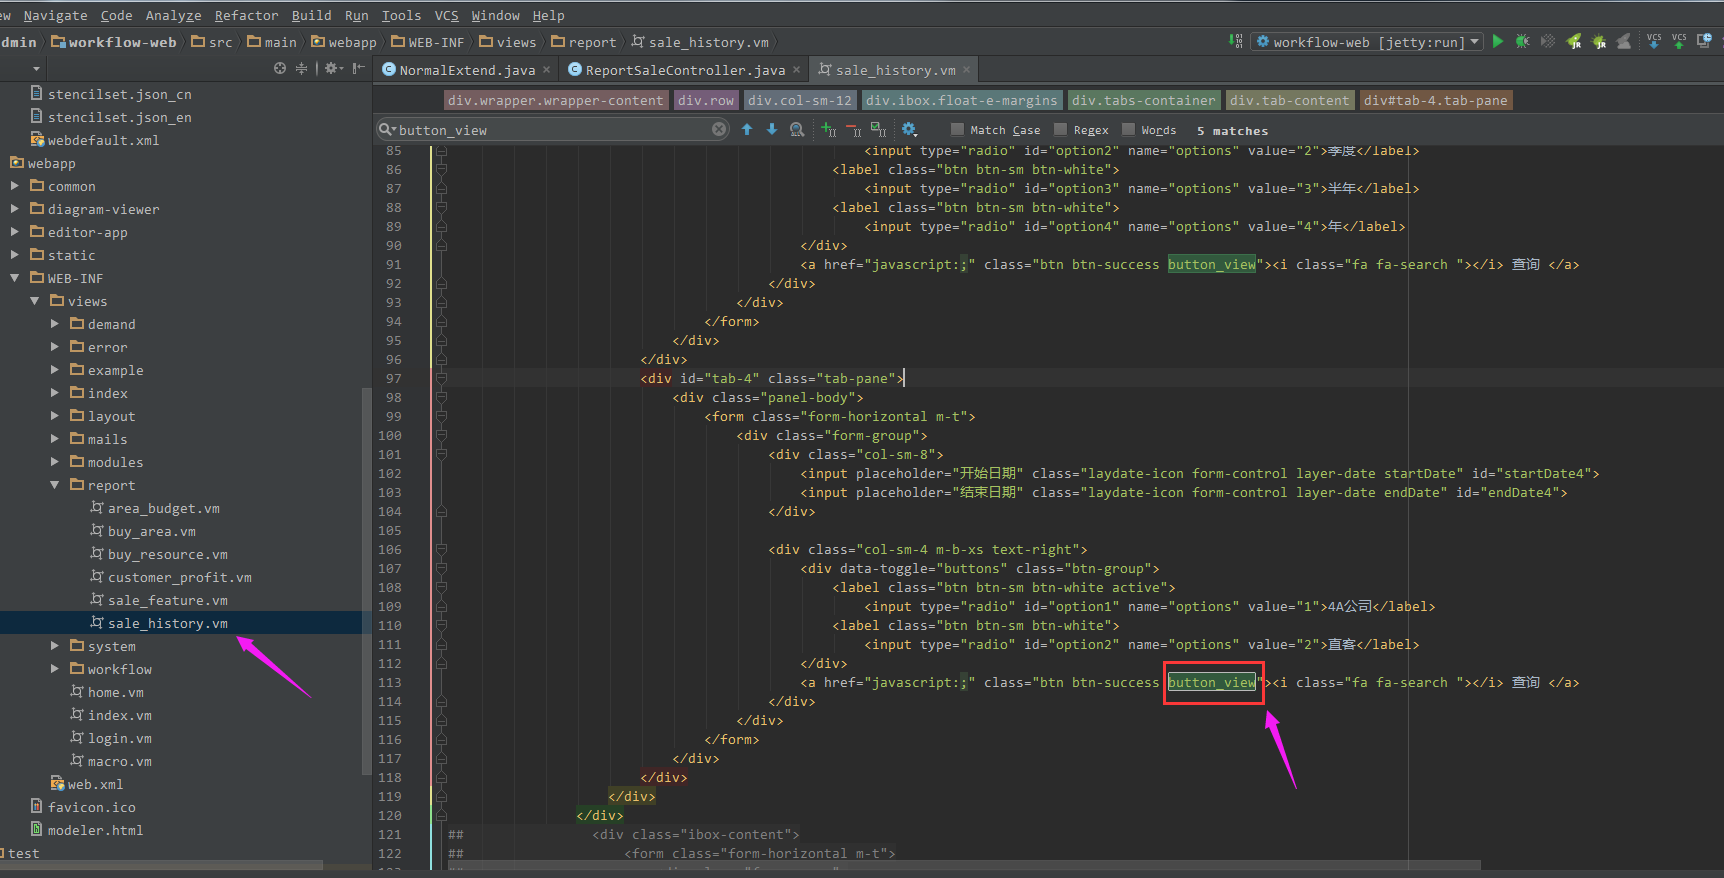 ew Navigate Code Analyze Refactor Build Run Tools VCS Window Help
dmin workflow-web src main webapp WEB-INF views report sale_history.vm
workflow-web [jetty:run]
NormalExtend.java ReportSaleController.java sale_history.vm
div.wrapper.wrapper-content div.row div.col-sm-12 div.ibox.float-e-margins div.tabs-container div.tab-content div#tab-4.tab-pane
button_view Match Case Regex Words 5 matches
stencilset.json_cn
stencilset.json_en
webdefault.xml
webapp
common
diagram-viewer
editor-app
static
WEB-INF
views
demand
error
example
index
layout
mails
modules
report
area_budget.vm
buy_area.vm
buy_resource.vm
customer_profit.vm
sale_feature.vm
sale_history.vm
system
workflow
home.vm
index.vm
login.vm
macro.vm
web.xml
favicon.ico
modeler.html
test
85 <input type="radio" id="option2" name="options" value="2">季度</label>
86 <label class="btn btn-sm btn-white">
87 <input type="radio" id="option3" name="options" value="3">半年</label>
88 <label class="btn btn-sm btn-white">
89 <input type="radio" id="option4" name="options" value="4">年</label>
90 </div>
91 <a href="javascript:;" class="btn btn-success button_view"><i class="fa fa-search "></i> 查询 </a>
92 </div>
93 </div>
94 </form>
95 </div>
96 </div>
97 <div id="tab-4" class="tab-pane">
98 <div class="panel-body">
99 <form class="form-horizontal m-t">
100 <div class="form-group">
101 <div class="col-sm-8">
102 <input placeholder="开始日期" class="laydate-icon form-control layer-date startDate" id="startDate4">
103 <input placeholder="结束日期" class="laydate-icon form-control layer-date endDate" id="endDate4">
104 </div>
105
106 <div class="col-sm-4 m-b-xs text-right">
107 <div data-toggle="buttons" class="btn-group">
108 <label class="btn btn-sm btn-white active">
109 <input type="radio" id="option1" name="options" value="1">4A公司</label>
110 <label class="btn btn-sm btn-white">
111 <input type="radio" id="option2" name="options" value="2">直客</label>
112 </div>
113 <a href="javascript:;" class="btn btn-success button_view"><i class="fa fa-search "></i> 查询 </a>
114 </div>
115 </div>
116 </form>
117 </div>
118 </div>
119 </div>
120 </div>
121 ## <div class="ibox-content">
122 ## <form class="form-horizontal m-t">